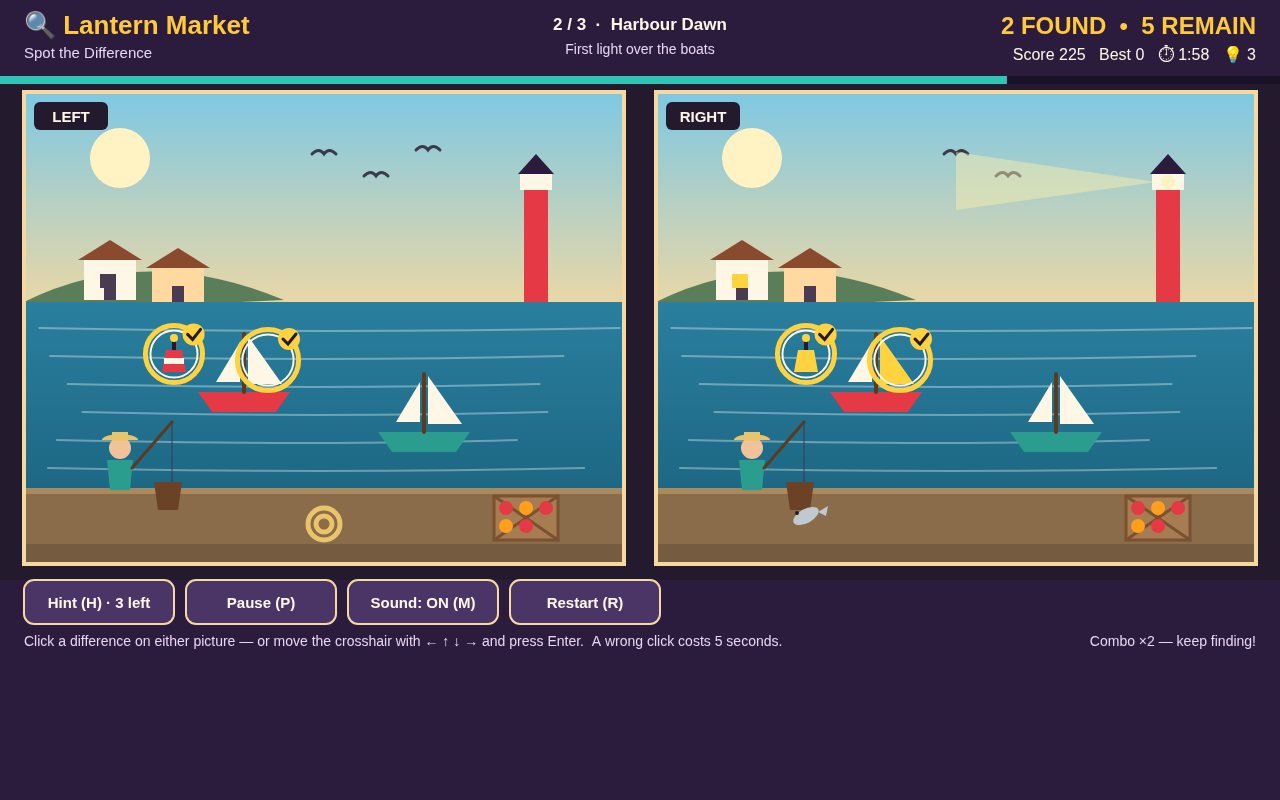 🔍 Lantern Market
Spot the Difference
2 / 3 · Harbour Dawn
First light over the boats
2 FOUND • 5 REMAIN
Score 225 Best 0 ⏱ 1:58 💡 3
LEFT
RIGHT
Hint (H) · 3 left
Pause (P)
Sound: ON (M)
Restart (R)
Click a difference on either picture — or move the crosshair with ← ↑ ↓ → and press Enter. A wrong click costs 5 seconds.
Combo ×2 — keep finding!